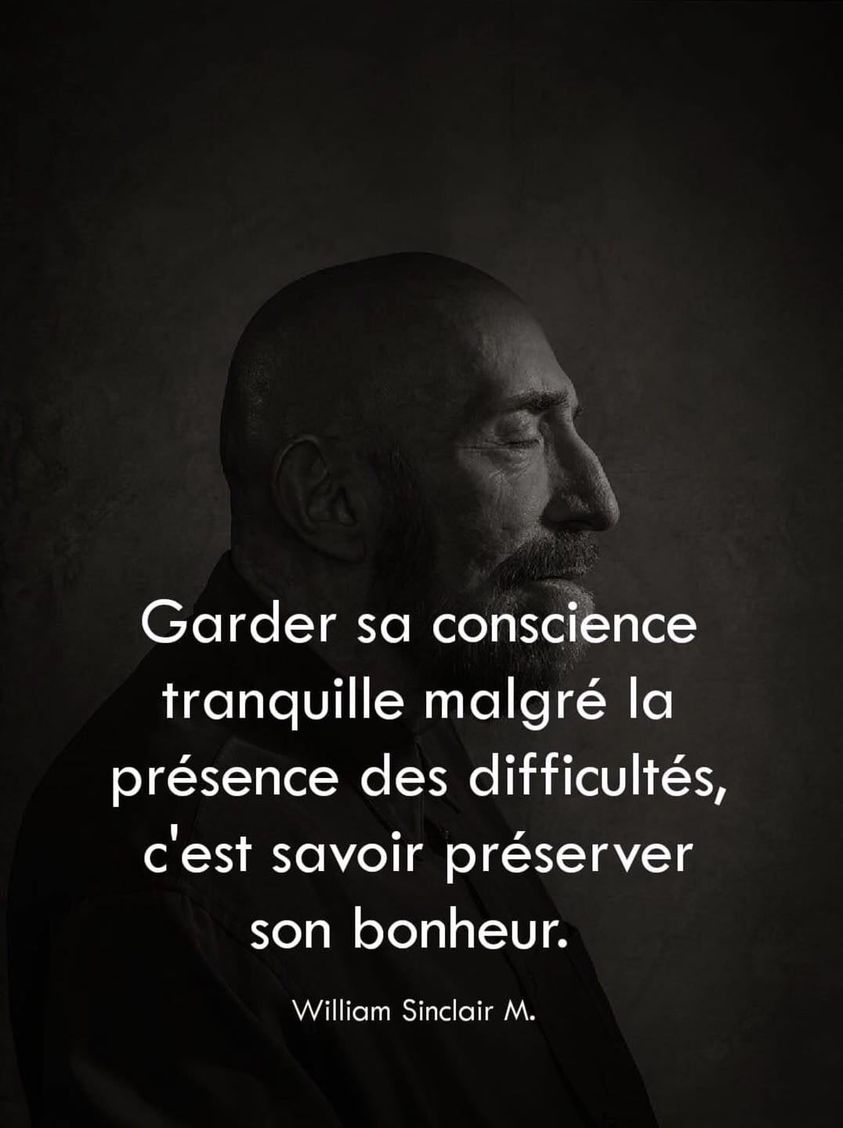 Garder sa conscience
tranquille malgré la
présence des difficultés,
c'est savoir préserver
son bonheur.
William Sinclair M.